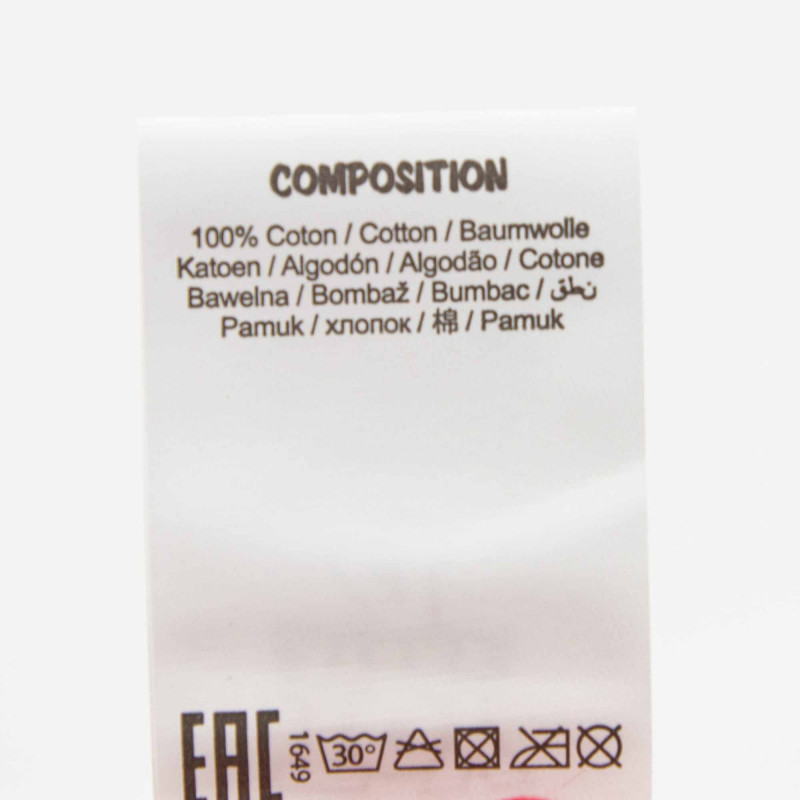 COMPOSITION
100% Coton / Cotton / Baumwolle
Katoen / Algodón / Algodão / Cotone
Bawelna / Bombaž / Bumbac / قطن
Pamuk / хлопок / 棉 / Pamuk
EAC
1649
30°